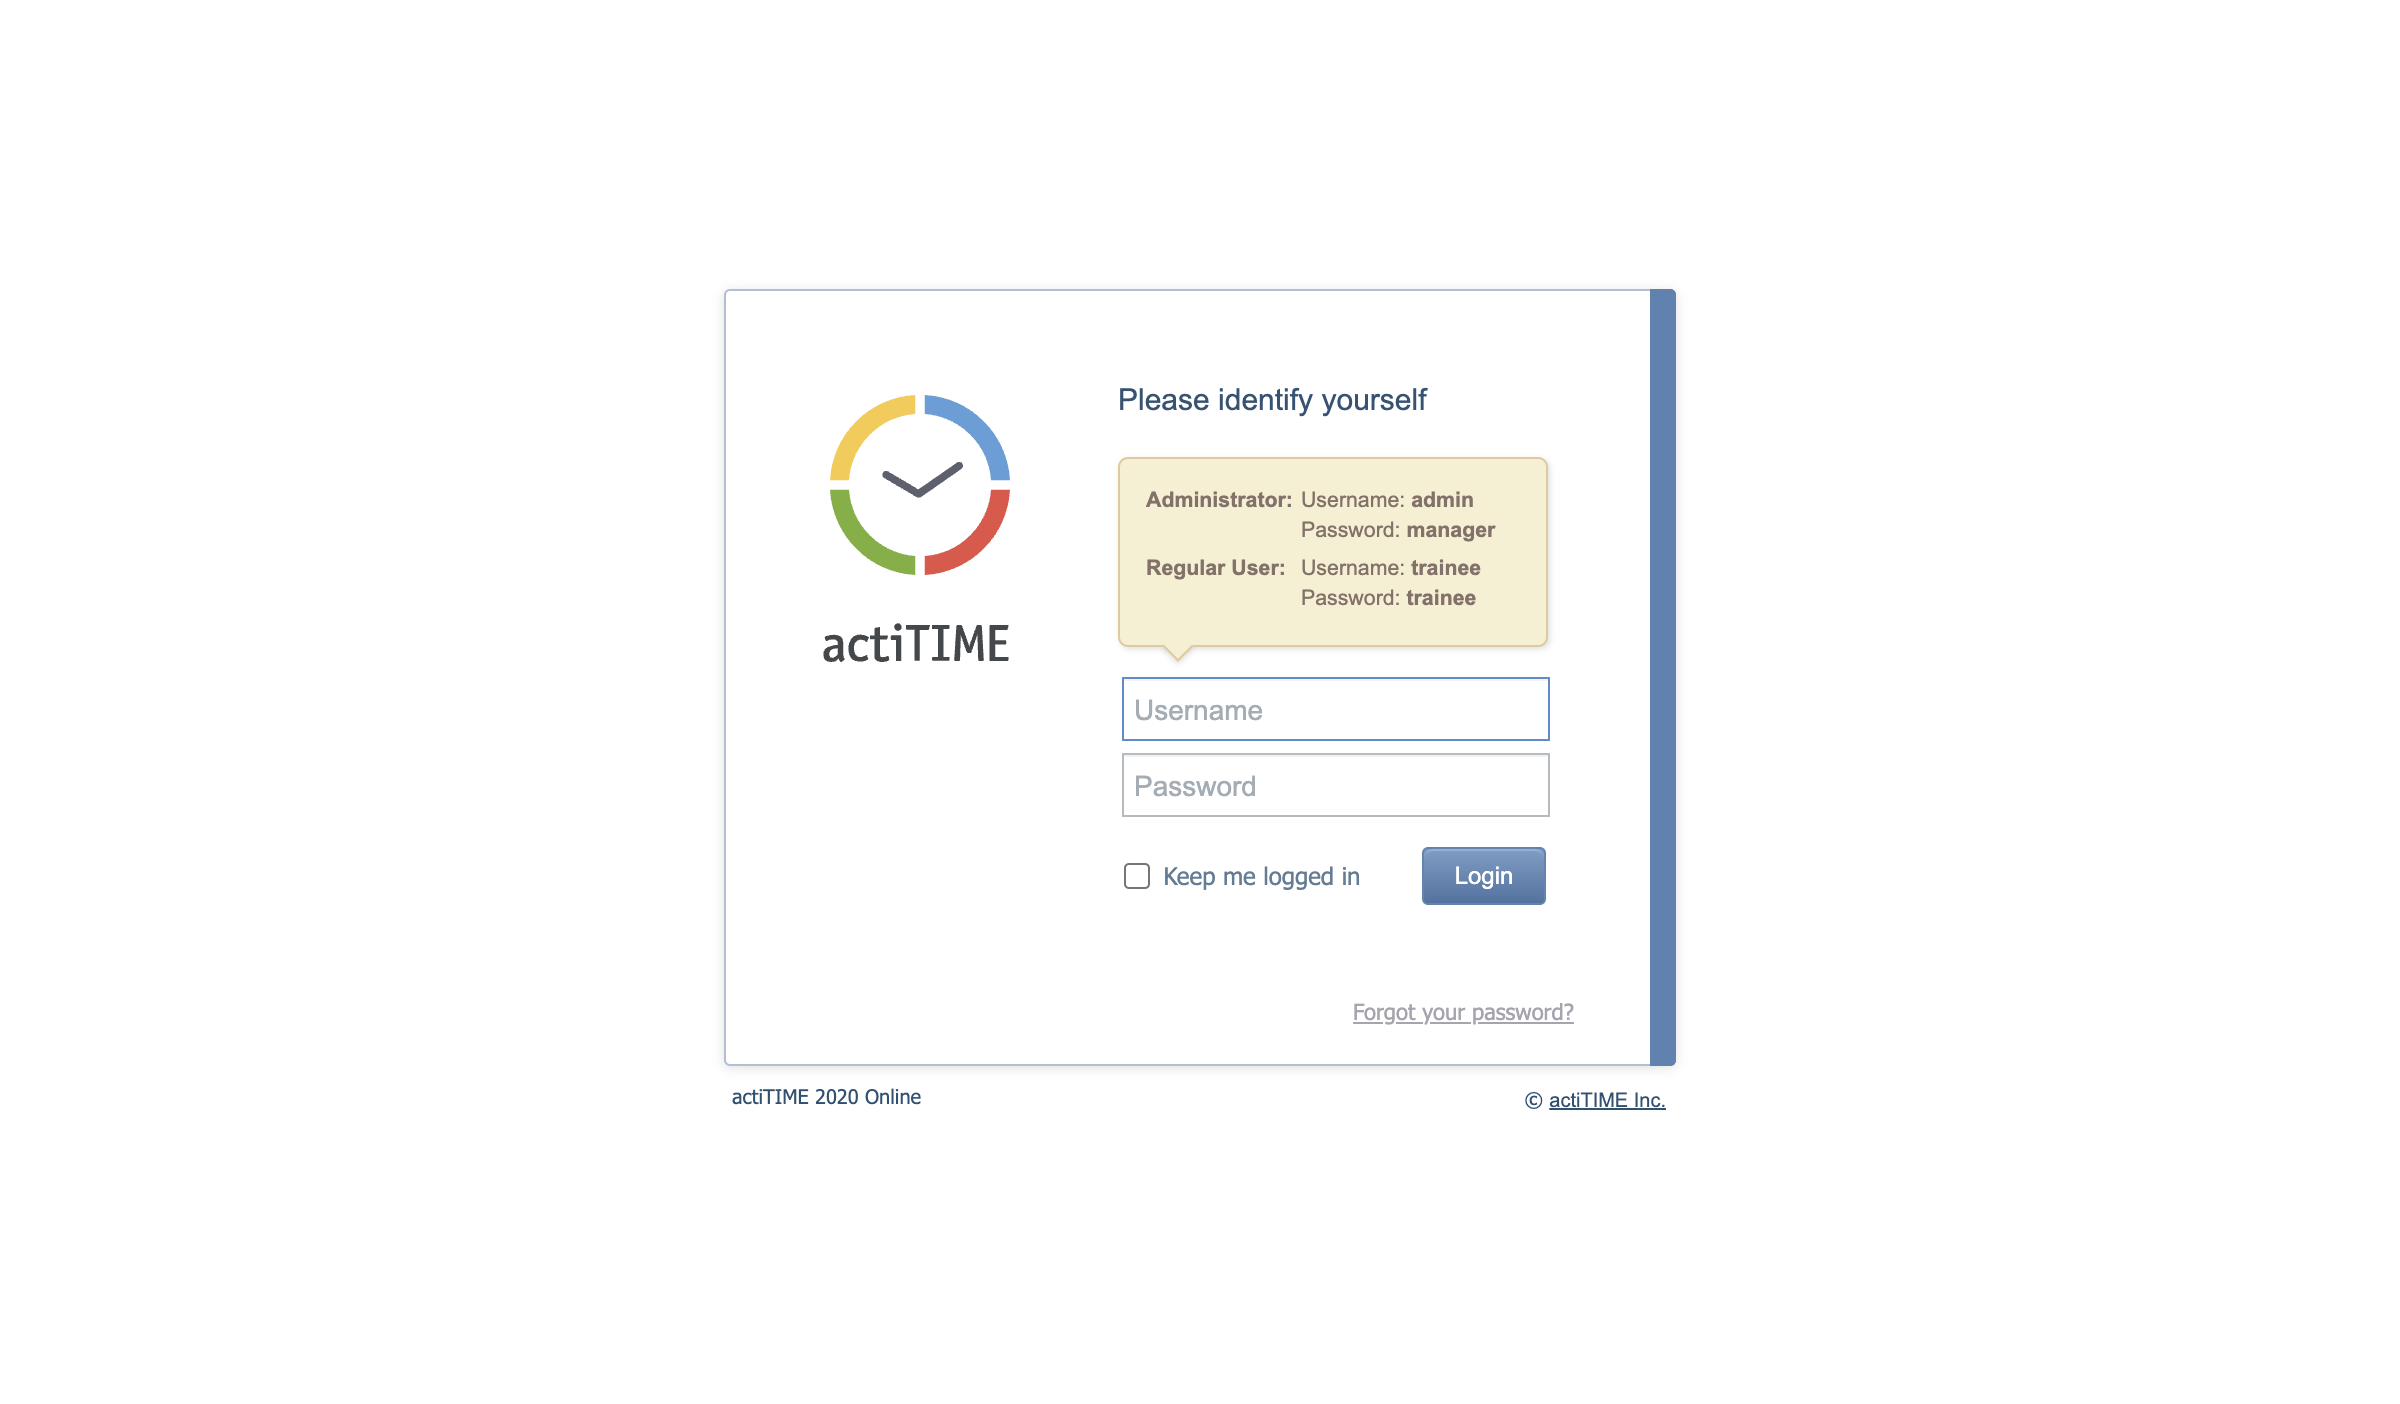 Please identify yourself
Administrator: Username: admin
Password: manager
Regular User: Username: trainee
Password: trainee
actiTIME
Username
Password
Keep me logged in
Login
Forgot your password?
actiTIME 2020 Online
© actiTIME Inc.